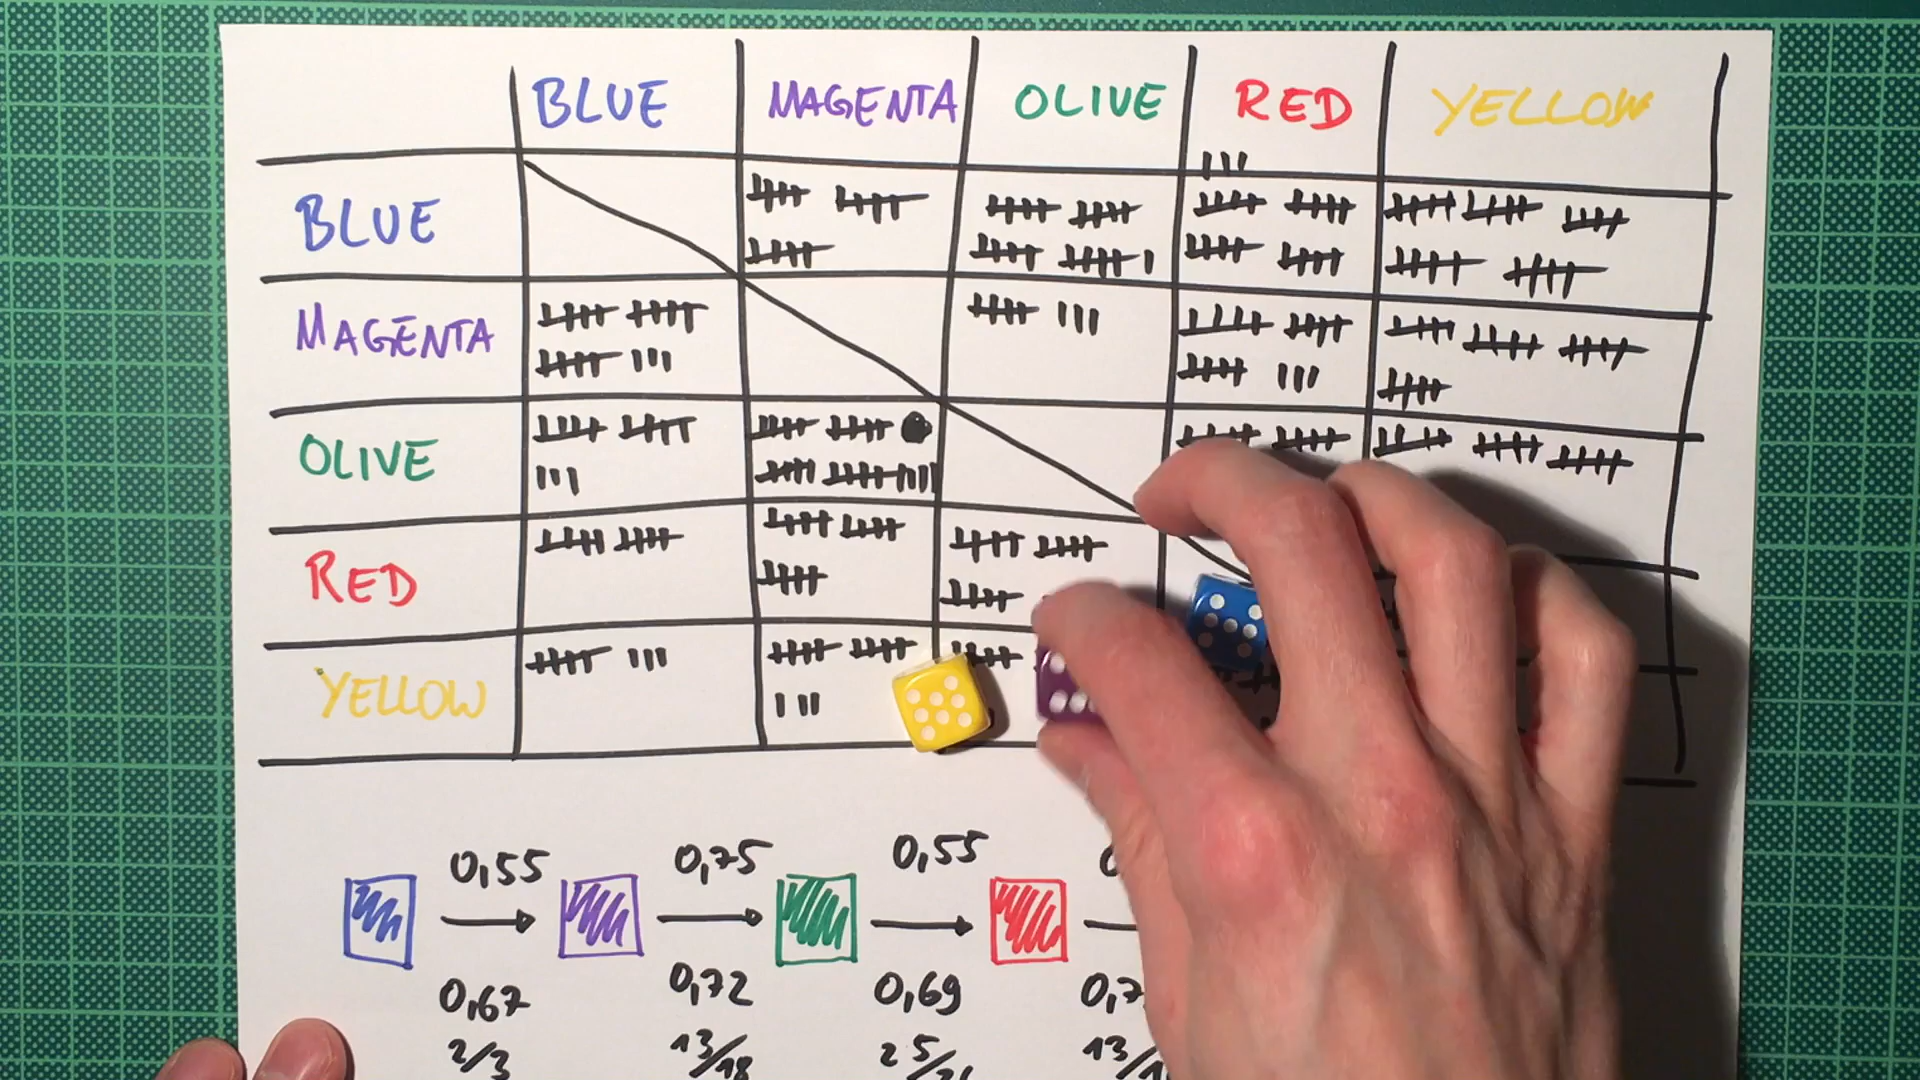 BLUE MAGENTA OLIVE RED YELLOW
BLUE
MAGENTA
OLIVE
RED
YELLOW
0,55 0,75 0,55
0,67 0,72 0,69
2/3 13/18